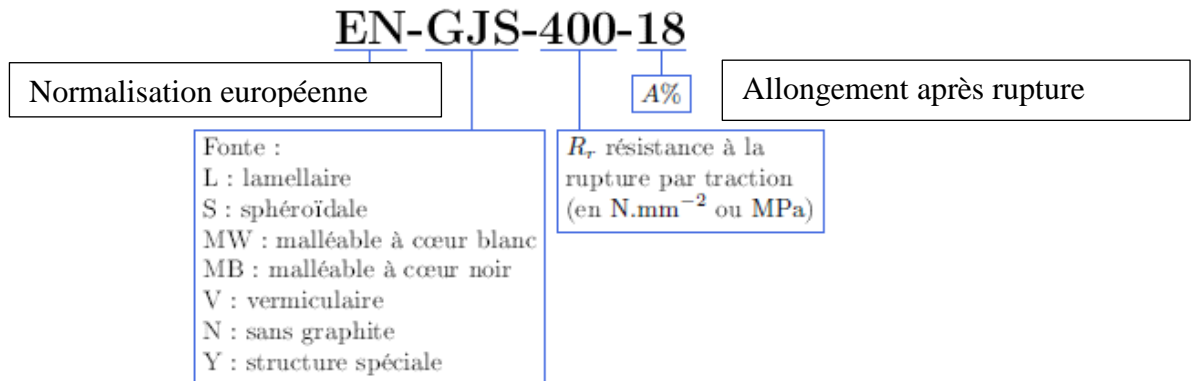 EN-GJS-400-18
Normalisation européenne
A%
Allongement après rupture
Fonte :
L : lamellaire
S : sphéroïdale
MW : malléable à cœur blanc
MB : malléable à cœur noir
V : vermiculaire
N : sans graphite
Y : structure spéciale
Rᵣ résistance à la
rupture par traction
(en N.mm⁻² ou MPa)